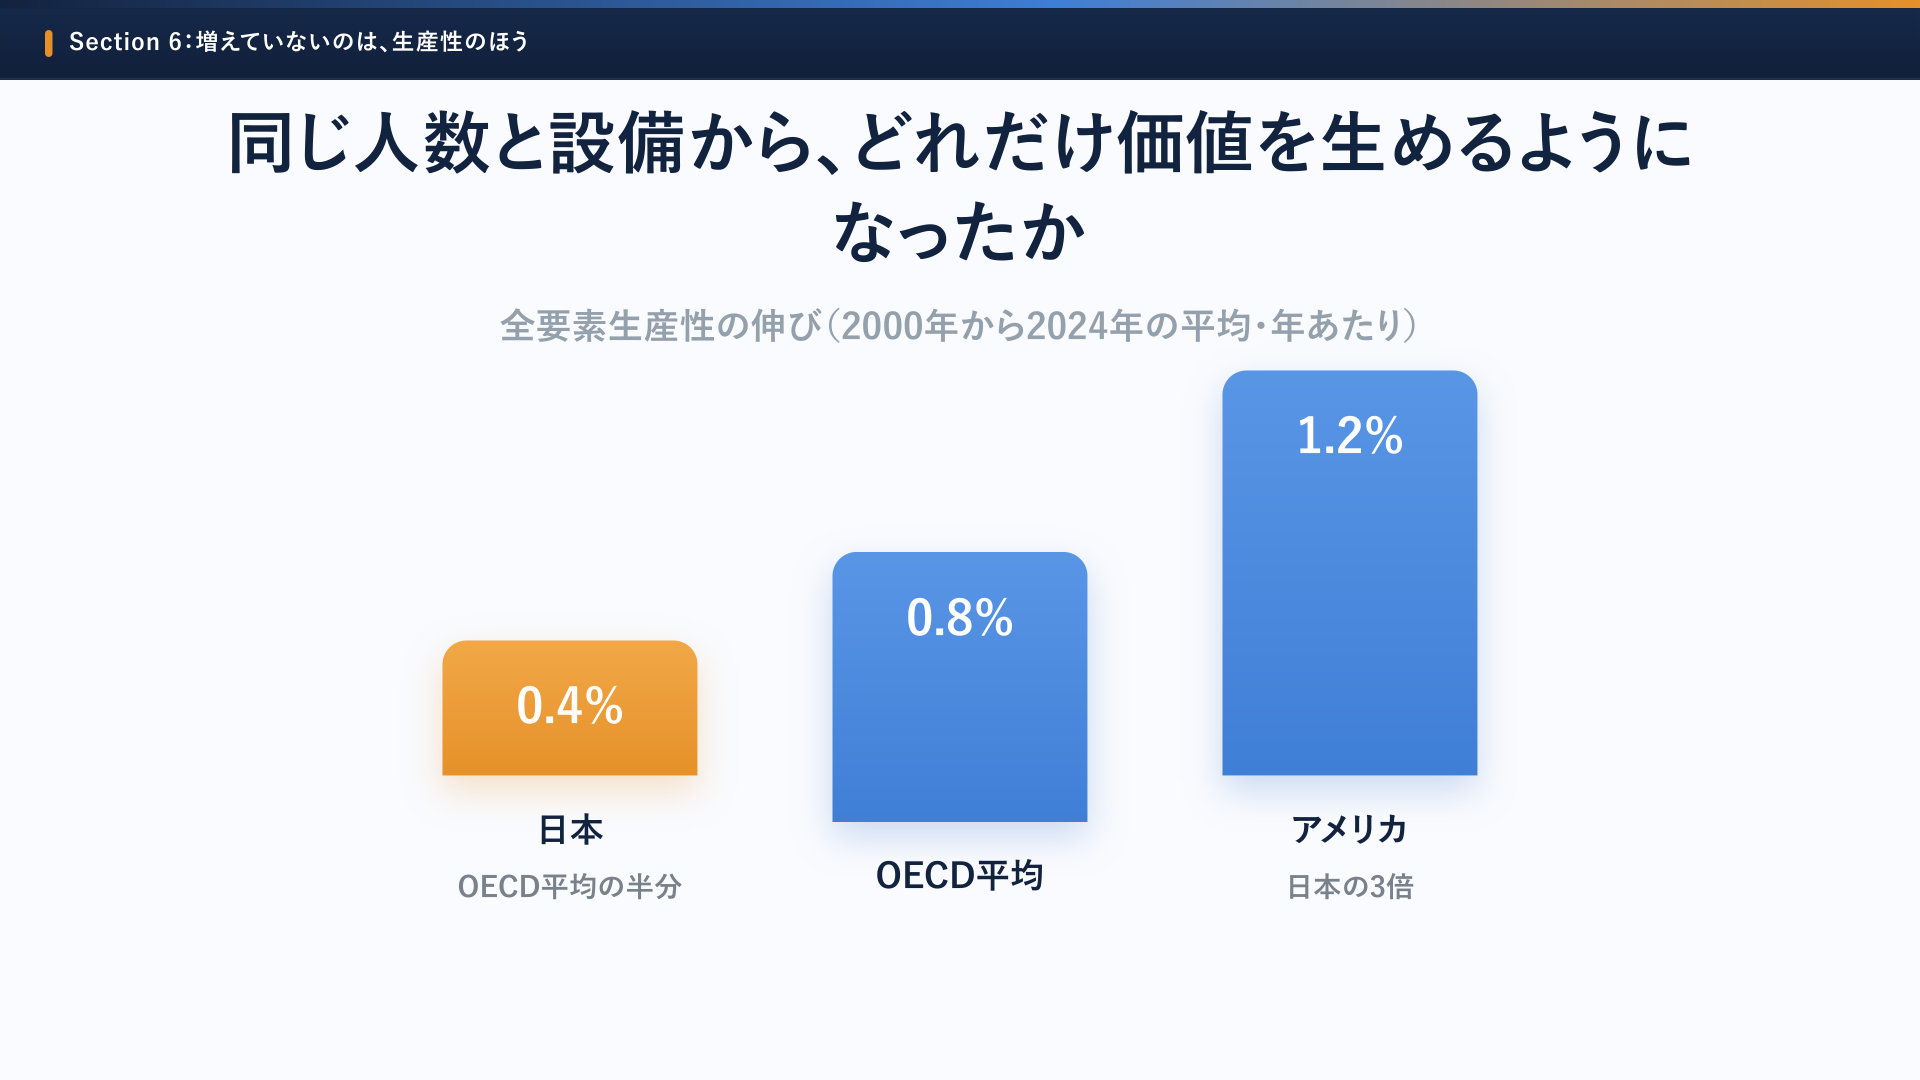 Section 6：増えていないのは、生産性のほう
同じ人数と設備から、どれだけ価値を生めるように
なったか
全要素生産性の伸び（2000年から2024年の平均・年あたり）
1.2%
0.8%
0.4%
日本
OECD平均の半分
OECD平均
アメリカ
日本の3倍